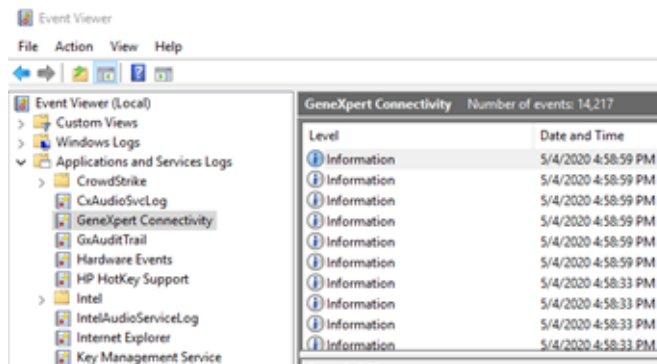 Event Viewer
File Action View Help
Event Viewer (Local)
Custom Views
Windows Logs
Applications and Services Logs
CrowdStrike
CxAudioSvcLog
GeneXpert Connectivity
GxAuditTrail
Hardware Events
HP HotKey Support
Intel
IntelAudioServiceLog
Internet Explorer
Key Management Service
GeneXpert Connectivity Number of events: 14,217
Level Date and Time
Information 5/4/2020 4:58:59 PM
Information 5/4/2020 4:58:59 PM
Information 5/4/2020 4:58:59 PM
Information 5/4/2020 4:58:59 PM
Information 5/4/2020 4:58:59 PM
Information 5/4/2020 4:58:59 PM
Information 5/4/2020 4:58:33 PM
Information 5/4/2020 4:58:33 PM
Information 5/4/2020 4:58:33 PM
Information 5/4/2020 4:58:33 PM